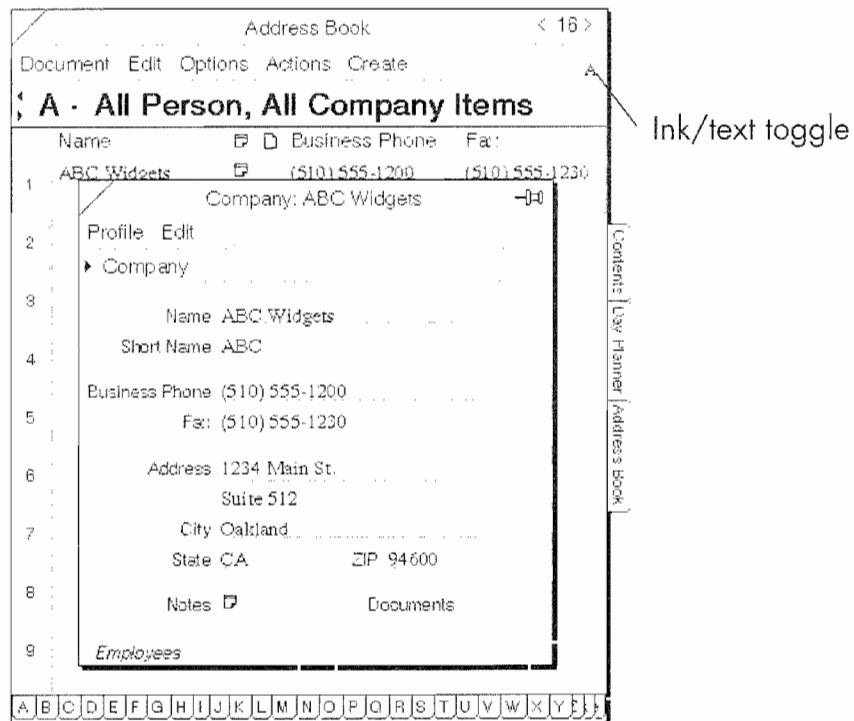 Address Book < 16 >
Document Edit Options Actions Create
A
A - All Person, All Company Items
Ink/text toggle
Name Business Phone Fax:
1 ABC Widgets (510) 555-1200 (510) 555-1230
Company: ABC Widgets
Profile Edit
2
Company
3
Name ABC Widgets
Short Name ABC
4
Business Phone (510) 555-1200
5
Fax: (510) 555-1230
Address 1234 Main St.
6
Suite 512
7
City Oakland
State CA ZIP 94600
8
Notes Documents
9
Employees
Contents
Day Planner
Address Book
A B C D E F G H I J K L M N O P Q R S T U V W X Y